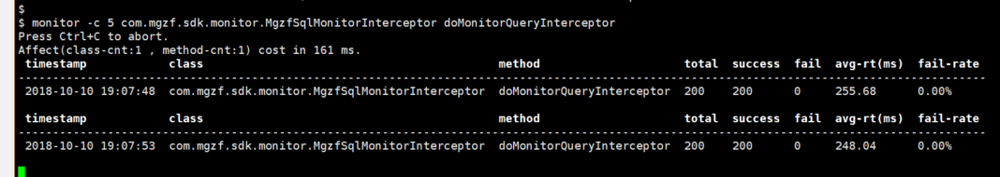 $
$ monitor -c 5 com.mgzf.sdk.monitor.MgzfSqlMonitorInterceptor doMonitorQueryInterceptor
Press Ctrl+C to abort.
Affect(class-cnt:1 , method-cnt:1) cost in 161 ms.
timestamp class method total success fail avg-rt(ms) fail-rate
-----------------------------------------------------------------------------------------------------------------------------------------------
2018-10-10 19:07:48 com.mgzf.sdk.monitor.MgzfSqlMonitorInterceptor doMonitorQueryInterceptor 200 200 0 255.68 0.00%
timestamp class method total success fail avg-rt(ms) fail-rate
-----------------------------------------------------------------------------------------------------------------------------------------------
2018-10-10 19:07:53 com.mgzf.sdk.monitor.MgzfSqlMonitorInterceptor doMonitorQueryInterceptor 200 200 0 248.04 0.00%